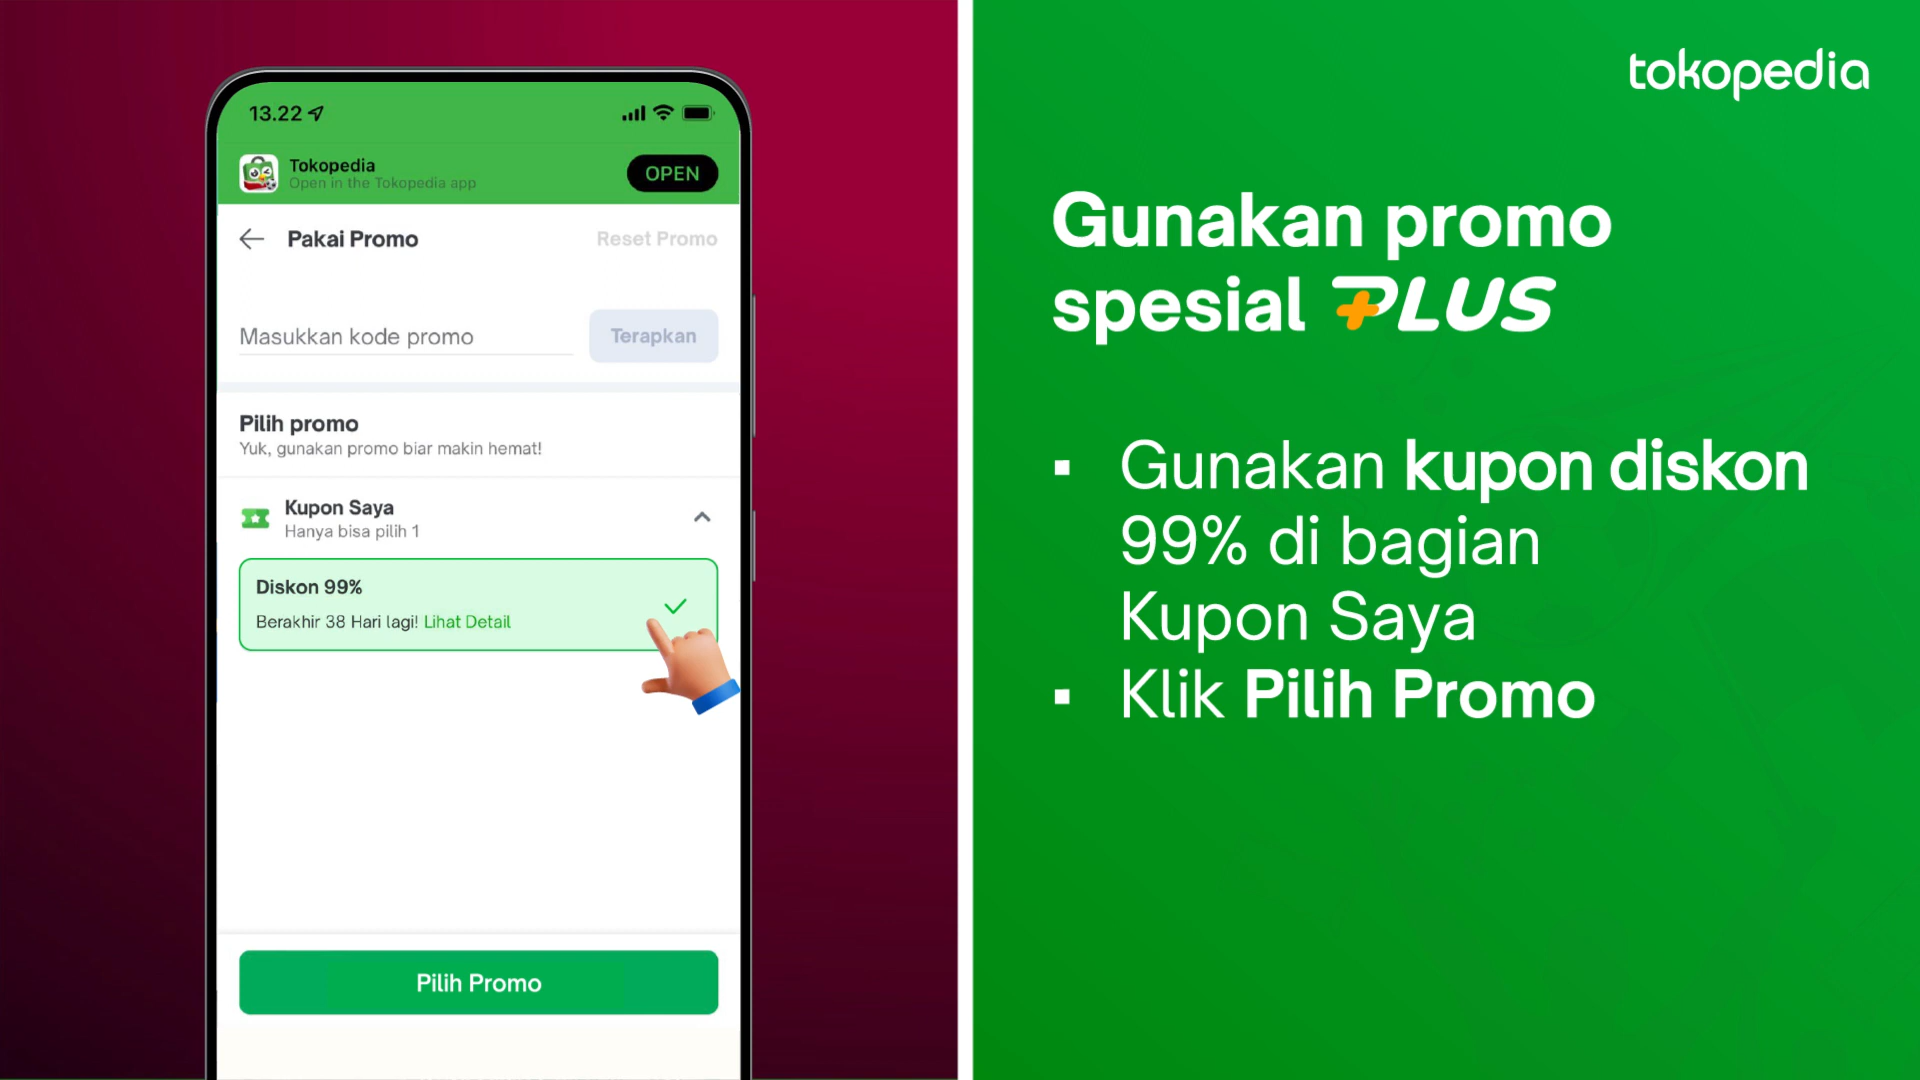 13.22
Tokopedia
Open in the Tokopedia app
OPEN
Pakai Promo
Reset Promo
Masukkan kode promo
Terapkan
Pilih promo
Yuk, gunakan promo biar makin hemat!
Kupon Saya
Hanya bisa pilih 1
Diskon 99%
Berakhir 38 Hari lagi! Lihat Detail
Pilih Promo
tokopedia
Gunakan promo
spesial PLUS
▪ Gunakan kupon diskon
99% di bagian
Kupon Saya
▪ Klik Pilih Promo